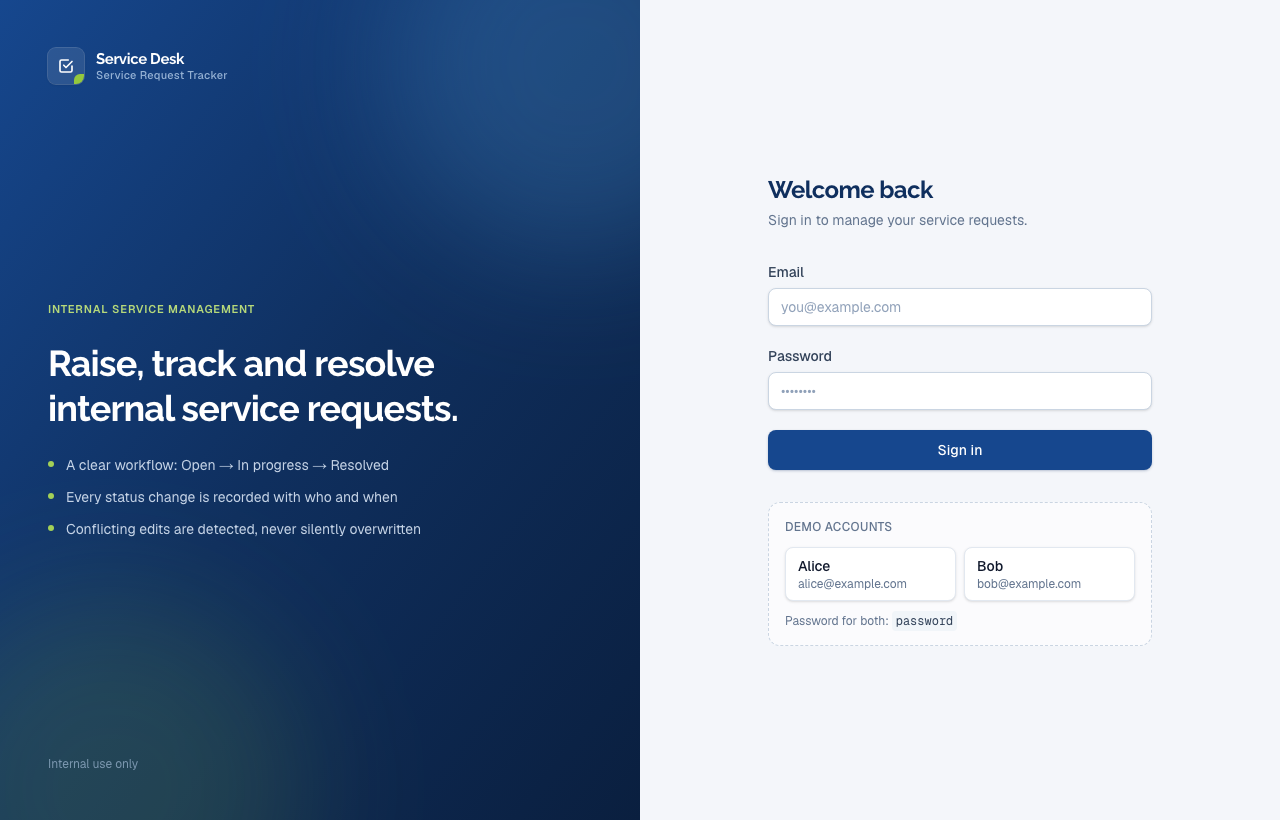 Service Desk
Service Request Tracker
INTERNAL SERVICE MANAGEMENT
Raise, track and resolve
internal service requests.
A clear workflow: Open → In progress → Resolved
Every status change is recorded with who and when
Conflicting edits are detected, never silently overwritten
Internal use only
Welcome back
Sign in to manage your service requests.
Email
you@example.com
Password
••••••••
Sign in
DEMO ACCOUNTS
Alice
alice@example.com
Bob
bob@example.com
Password for both: password